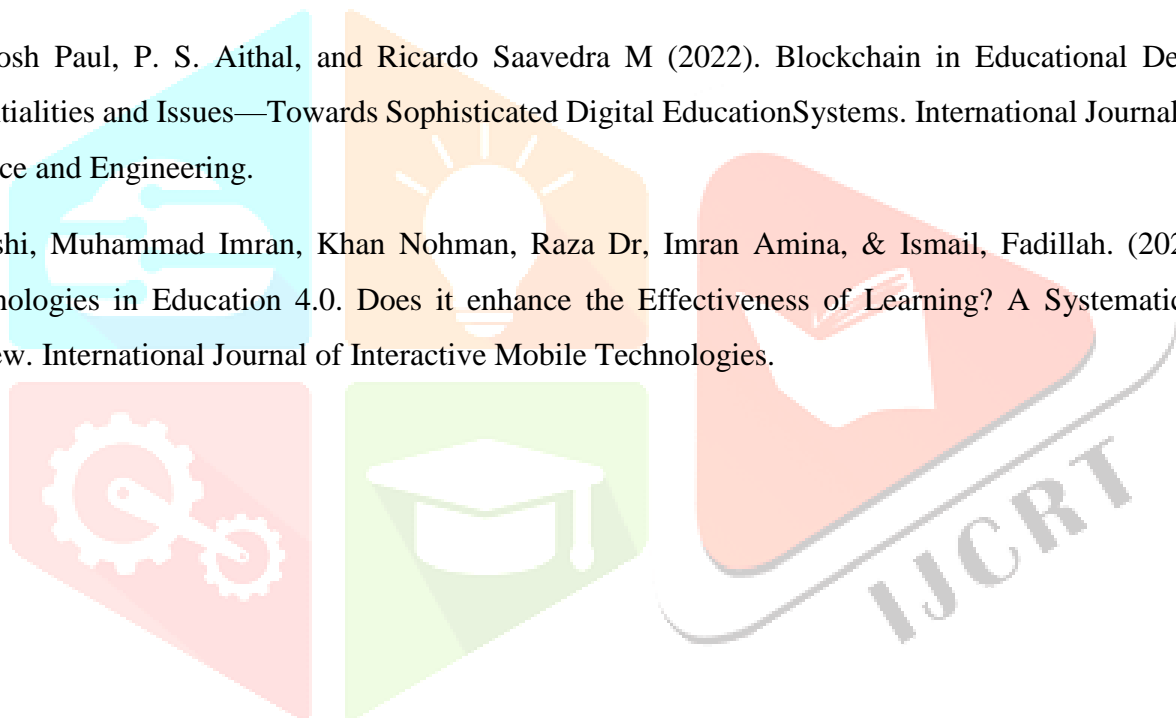 osh Paul, P. S. Aithal, and Ricardo Saavedra M (2022). Blockchain in Educational De
tialities and Issues—Towards Sophisticated Digital EducationSystems. International Journal
ce and Engineering.
shi, Muhammad Imran, Khan Nohman, Raza Dr, Imran Amina, & Ismail, Fadillah. (202
nologies in Education 4.0. Does it enhance the Effectiveness of Learning? A Systematic
ew. International Journal of Interactive Mobile Technologies.
IJCRT